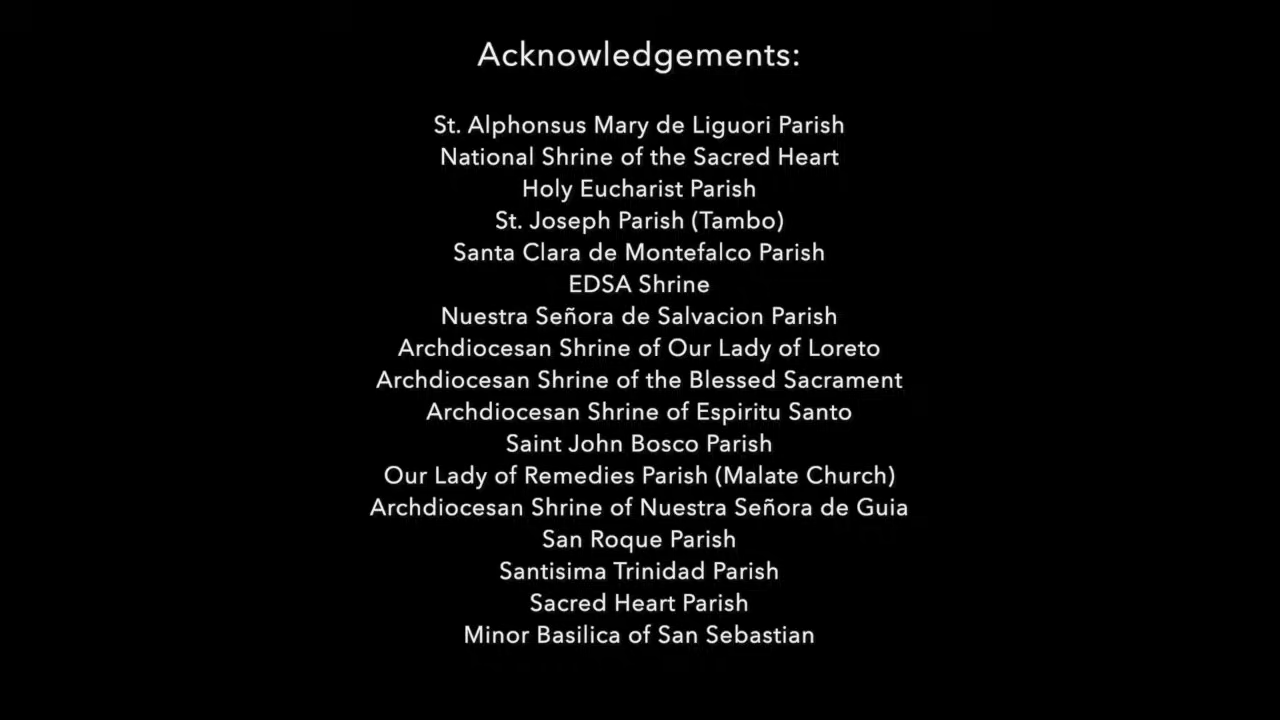 Acknowledgements:
St. Alphonsus Mary de Liguori Parish
National Shrine of the Sacred Heart
Holy Eucharist Parish
St. Joseph Parish (Tambo)
Santa Clara de Montefalco Parish
EDSA Shrine
Nuestra Señora de Salvacion Parish
Archdiocesan Shrine of Our Lady of Loreto
Archdiocesan Shrine of the Blessed Sacrament
Archdiocesan Shrine of Espiritu Santo
Saint John Bosco Parish
Our Lady of Remedies Parish (Malate Church)
Archdiocesan Shrine of Nuestra Señora de Guia
San Roque Parish
Santisima Trinidad Parish
Sacred Heart Parish
Minor Basilica of San Sebastian